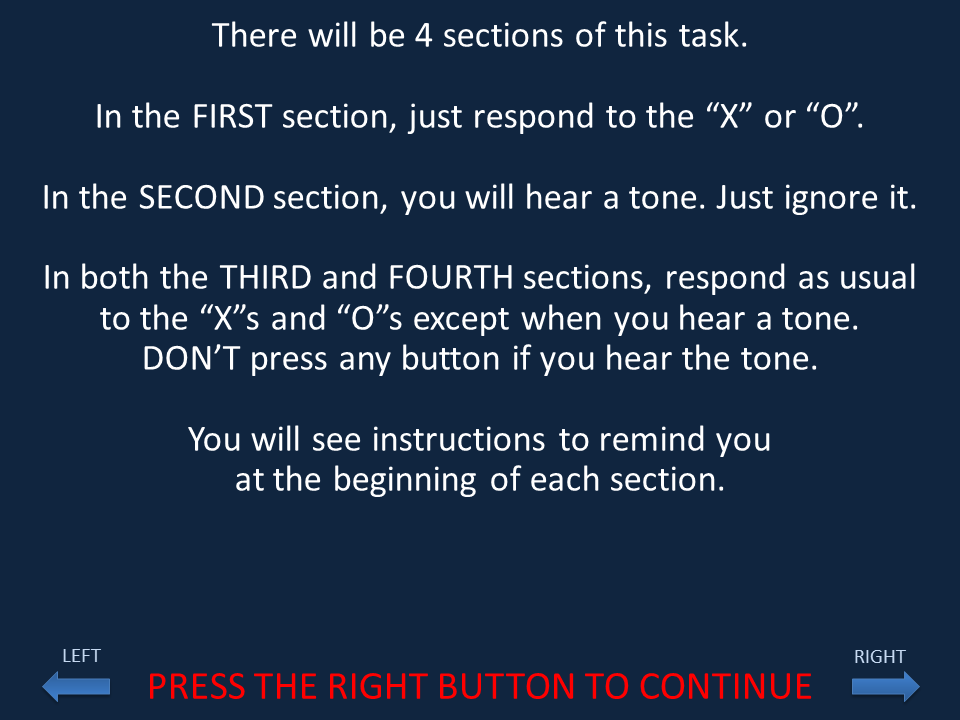 There will be 4 sections of this task.
In the FIRST section, just respond to the “X” or “O”.
In the SECOND section, you will hear a tone. Just ignore it.
In both the THIRD and FOURTH sections, respond as usual
to the “X”s and “O”s except when you hear a tone.
DON’T press any button if you hear the tone.
You will see instructions to remind you
at the beginning of each section.
LEFT
RIGHT
PRESS THE RIGHT BUTTON TO CONTINUE